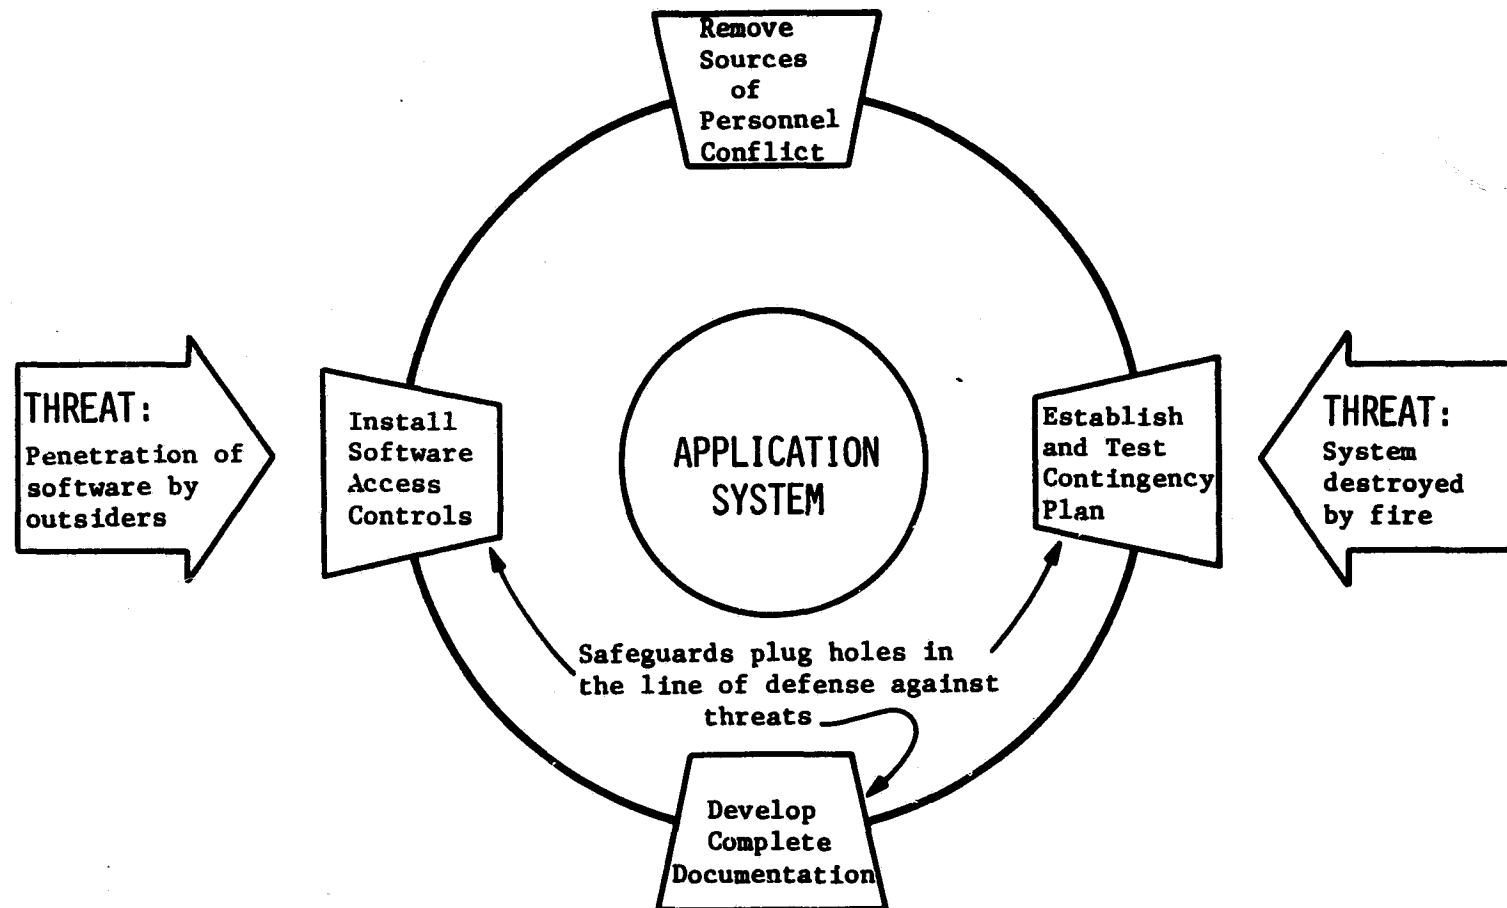 Remove
Sources
of
Personnel
Conflict
THREAT:
Penetration of
software by
outsiders
Install
Software
Access
Controls
APPLICATION
SYSTEM
Establish
and Test
Contingency
Plan
THREAT:
System
destroyed
by fire
Safeguards plug holes in
the line of defense against
threats
Develop
Complete
Documentation